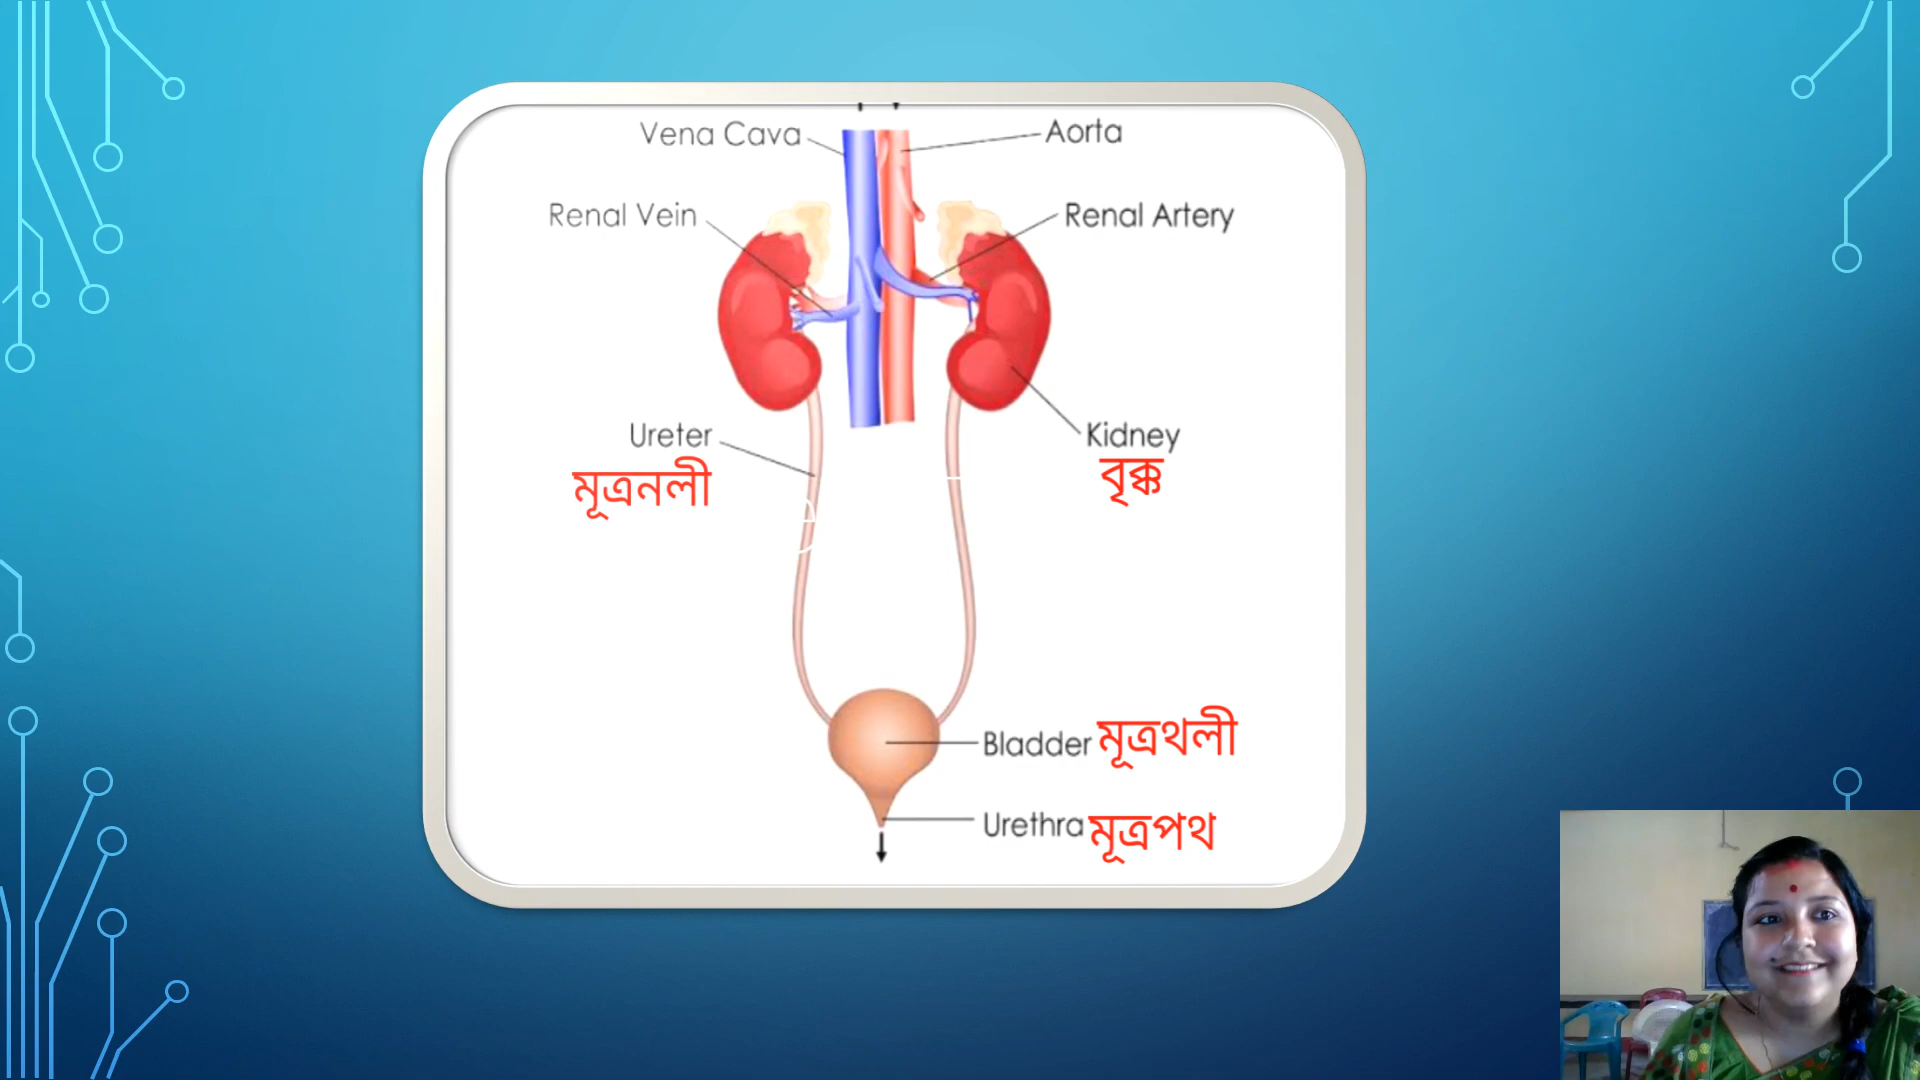 Vena Cava
Aorta
Renal Vein
Renal Artery
Ureter
মূত্রনলী
Kidney
বৃক্ক
Bladder মূত্রথলী
Urethra মূত্রপথ